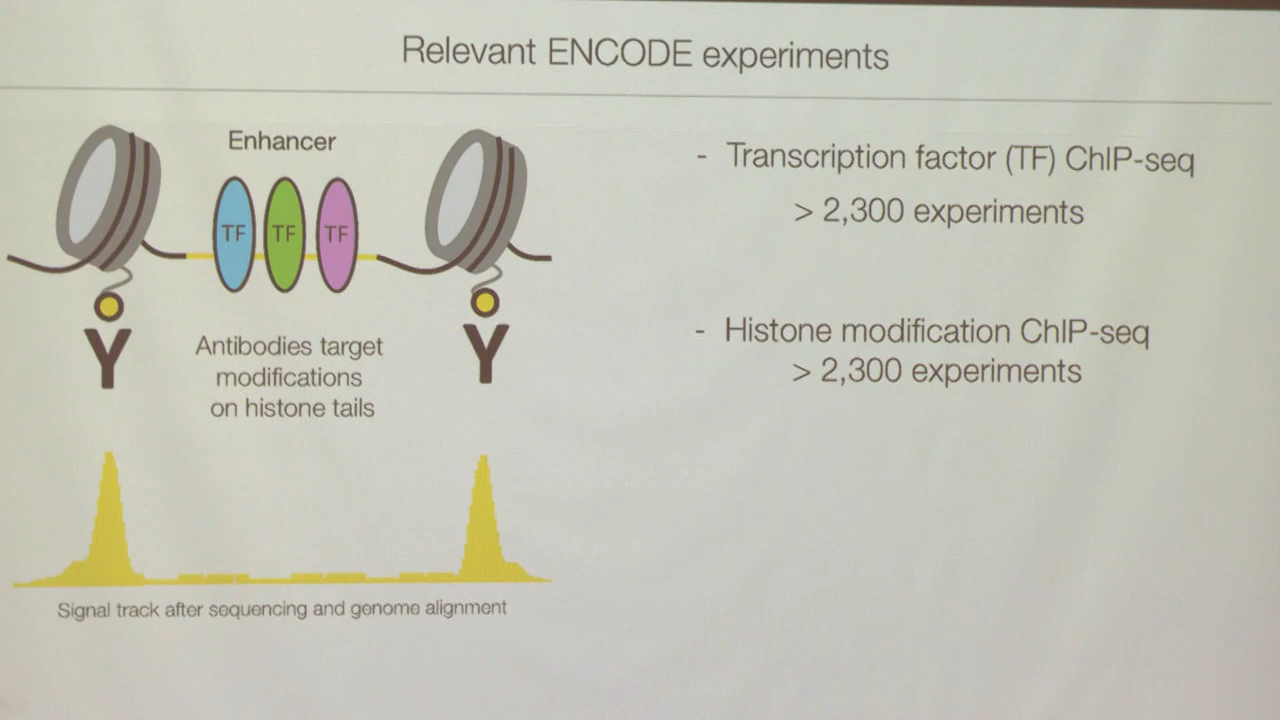 Relevant ENCODE experiments
Enhancer
TF TF TF
Antibodies target
modifications
on histone tails
Signal track after sequencing and genome alignment
- Transcription factor (TF) ChIP-seq
> 2,300 experiments
- Histone modification ChIP-seq
> 2,300 experiments